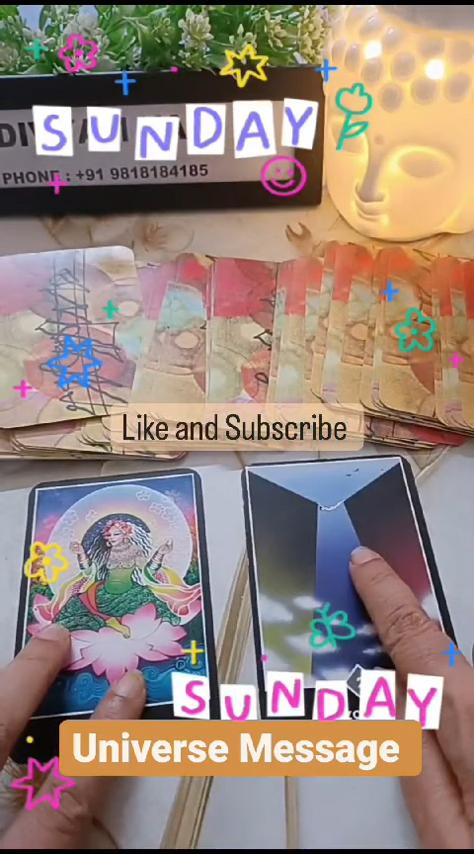 SUNDAY
PHONE : +91 9818184185
Like and Subscribe
SUNDAY
Universe Message